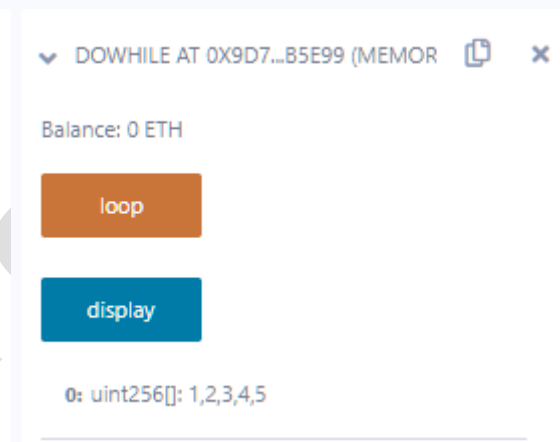 DOWHILE AT 0X9D7...B5E99 (MEMOR
Balance: 0 ETH
loop
display
0: uint256[]: 1,2,3,4,5